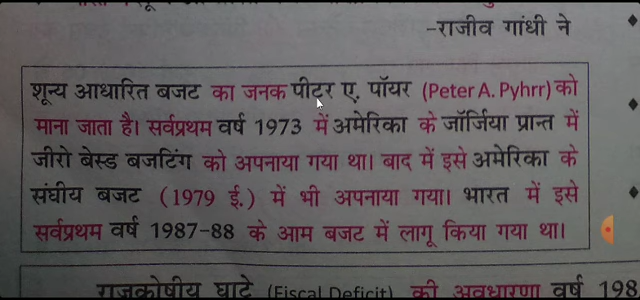 -राजीव गांधी ने
शून्य आधारित बजट का जनक पीटर ए. पॉयर (Peter A. Pyhrr) को
माना जाता है। सर्वप्रथम वर्ष 1973 में अमेरिका के जॉर्जिया प्रान्त में
जीरो बेस्ड बजटिंग को अपनाया गया था। बाद में इसे अमेरिका के
संघीय बजट (1979 ई.) में भी अपनाया गया। भारत में इसे
सर्वप्रथम वर्ष 1987-88 के आम बजट में लागू किया गया था।
राजकोषीय घाटे (Fiscal Deficit) की अवधारणा वर्ष 198